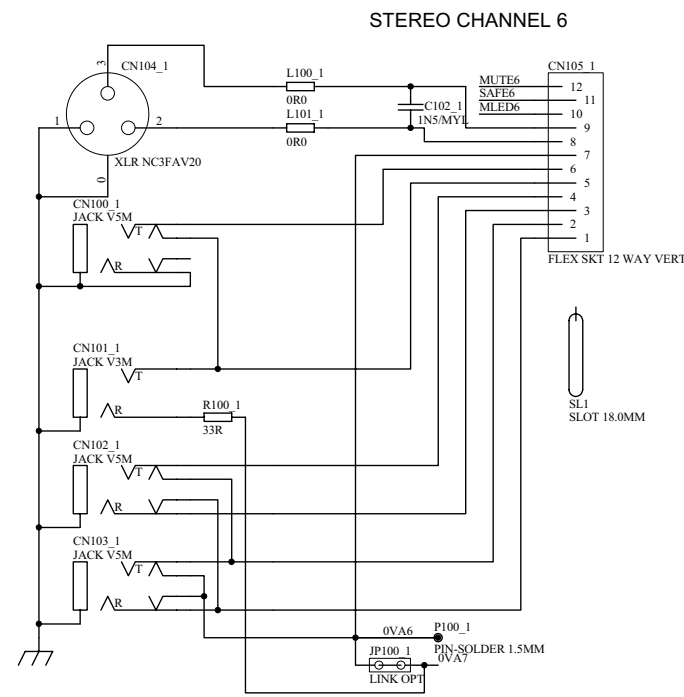 STEREO CHANNEL 6
3
CN104_1
1
2
XLR NC3FAV20
0
L100_1
0R0
L101_1
0R0
C102_1
1N5/MYL
CN105_1
MUTE6
12
SAFE6
11
MLED6
10
9
8
7
6
5
4
3
2
1
FLEX SKT 12 WAY VERT
CN100_1
JACK V5M
T
R
CN101_1
JACK V3M
T
R
R100_1
33R
SL1
SLOT 18.0MM
CN102_1
JACK V5M
T
R
CN103_1
JACK V5M
T
R
0VA6
P100_1
PIN-SOLDER 1.5MM
JP100_1
0VA7
LINK OPT